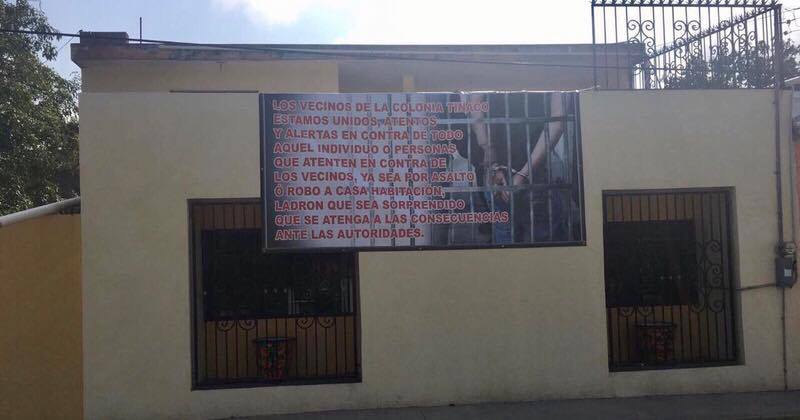 LOS VECINOS DE LA COLONIA TINACO
ESTAMOS UNIDOS, ATENTOS
Y ALERTAS EN CONTRA DE TODO
AQUEL INDIVIDUO O PERSONAS
QUE ATENTEN EN CONTRA DE
LOS VECINOS, YA SEA POR ASALTO
Ó ROBO A CASA HABITACIÓN,
LADRON QUE SEA SORPRENDIDO
QUE SE ATENGA A LAS CONSECUENCIAS
ANTE LAS AUTORIDADES.